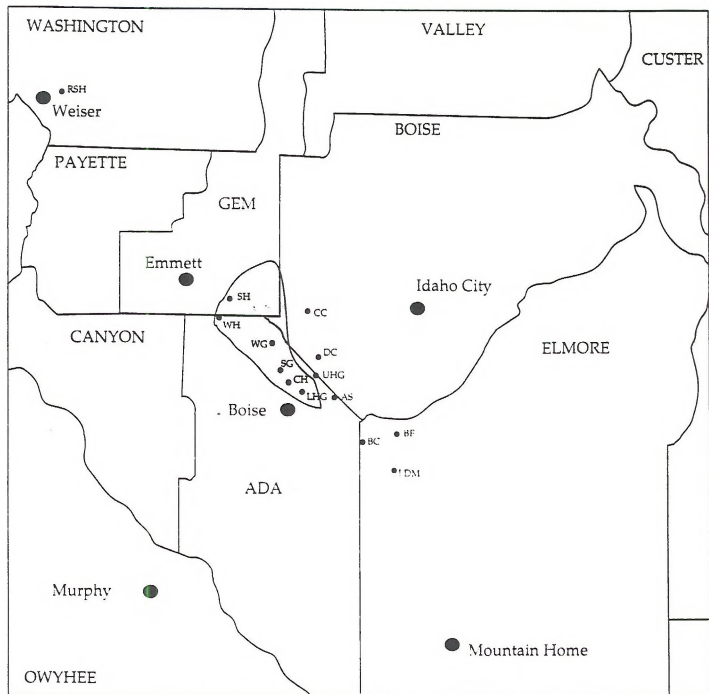 WASHINGTON
VALLEY
CUSTER
RSH
Weiser
BOISE
PAYETTE
GEM
Emmett
Idaho City
SH
CC
WH
CANYON
WG
DC
ELMORE
SG
UHG
CH
LHG
AS
Boise
BF
BC
LDM
ADA
Murphy
Mountain Home
OWYHEE